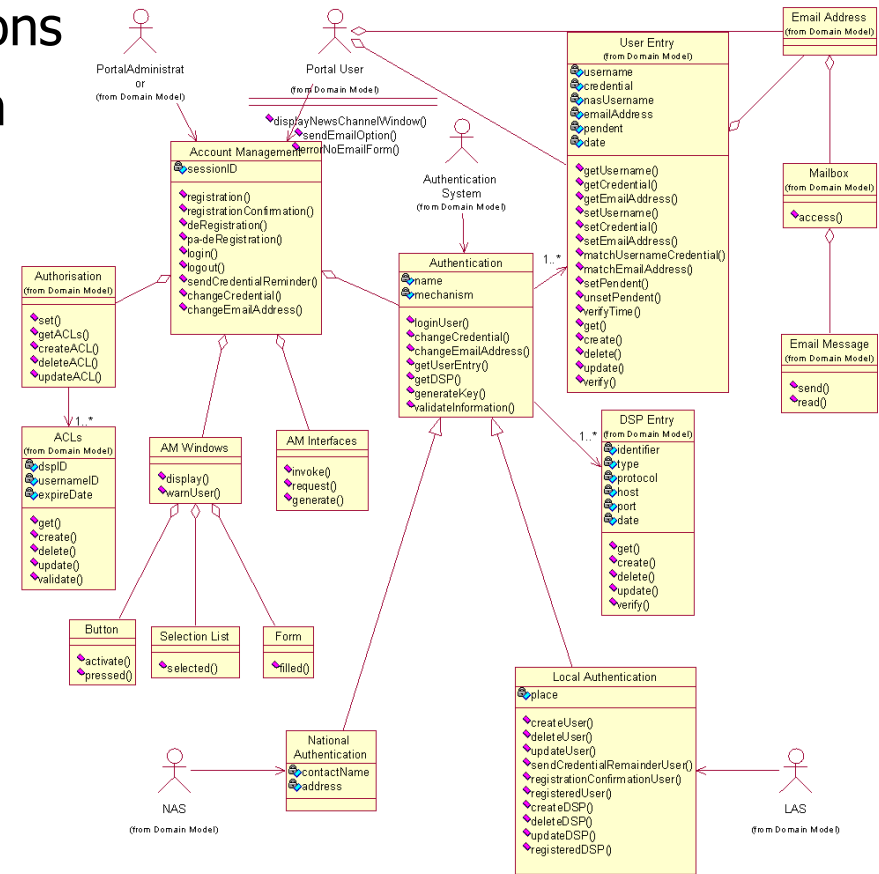 ons
n
PortalAdministrat
or
(from Domain Model)
Portal User
(from Domain Model)
displayNewsChannelWindow()
sendEmailOption()
errorNoEmailForm()
Authentication
System
(from Domain Model)
Email Address
(from Domain Model)
User Entry
(from Domain Model)
username
credential
nasUsername
emailAddress
pendent
date
getUsername()
getCredential()
getEmailAddress()
setUsername()
setCredential()
setEmailAddress()
matchUsernameCredential()
matchEmailAddress()
setPendent()
unsetPendent()
verifyTime()
get()
create()
delete()
update()
verify()
Mailbox
(from Domain Model)
access()
Email Message
(from Domain Model)
send()
read()
Account Management
sessionID
registration()
registrationConfirmation()
deRegistration()
pa-deRegistration()
login()
logout()
sendCredentialReminder()
changeCredential()
changeEmailAddress()
Authentication
name
mechanism
loginUser()
changeCredential()
changeEmailAddress()
getUserEntry()
getDSP()
generateKey()
validateInformation()
1..*
1..*
Authorisation
(from Domain Model)
set()
getACLs()
createACL()
deleteACL()
updateACL()
1..*
ACLs
(from Domain Model)
dspID
usernameID
expireDate
get()
create()
delete()
update()
validate()
AM Windows
display()
warnUser()
AM Interfaces
invoke()
request()
generate()
DSP Entry
(from Domain Model)
identifier
type
protocol
host
port
date
get()
create()
delete()
update()
verify()
Button
activate()
pressed()
Selection List
selected()
Form
filled()
National
Authentication
contactName
address
NAS
(from Domain Model)
Local Authentication
place
createUser()
deleteUser()
updateUser()
sendCredentialRemainderUser()
registrationConfirmationUser()
registeredUser()
createDSP()
deleteDSP()
updateDSP()
registeredDSP()
LAS
(from Domain Model)